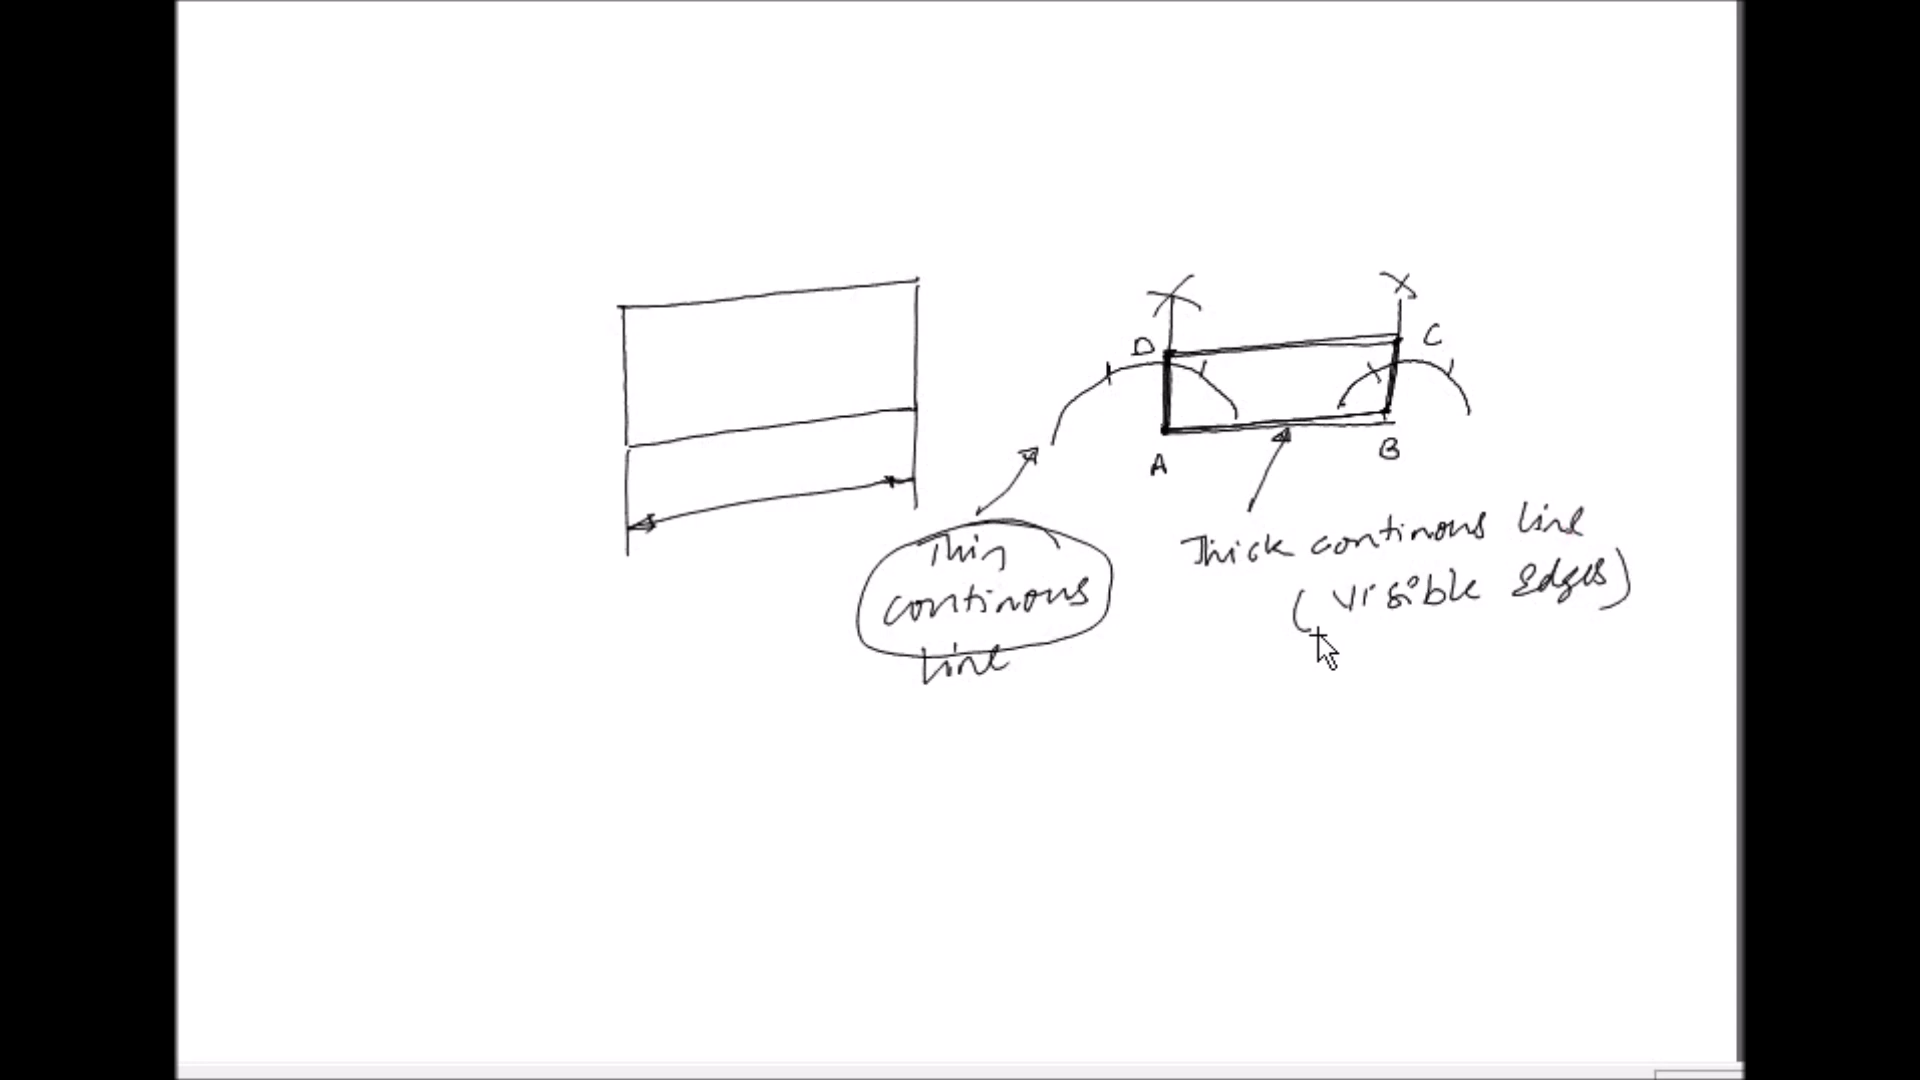 D
C
A
B
Thin
continous
Line
Thick continous line
(visible Edges)